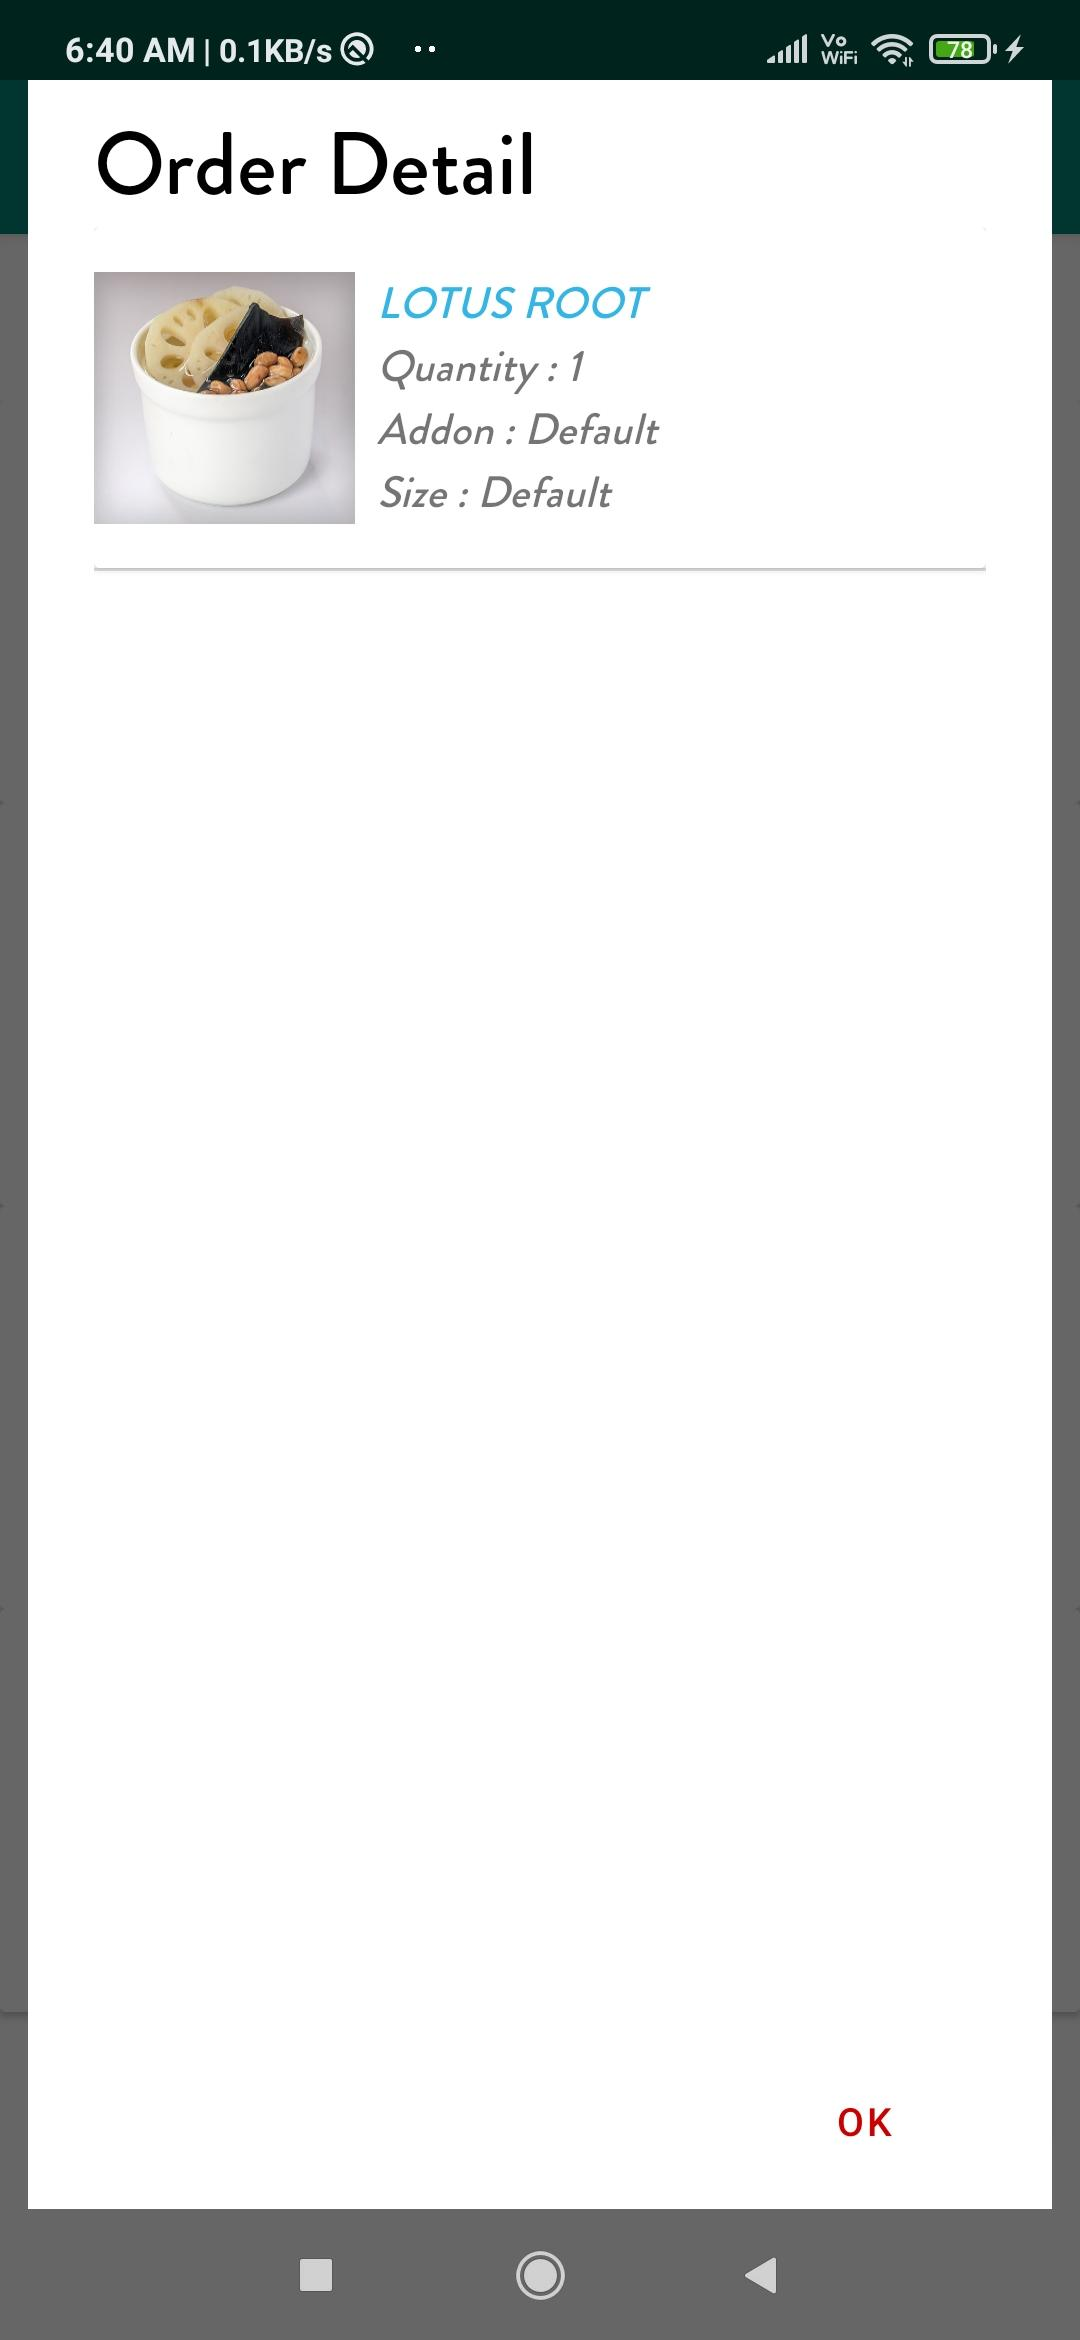 6:40 AM | 0.1KB/s
Vo
WiFi
78
Order Detail
LOTUS ROOT
Quantity : 1
Addon : Default
Size : Default
OK